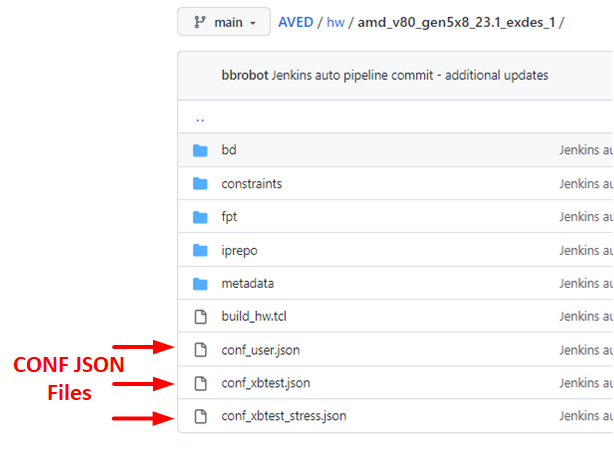 main AVED / hw / amd_v80_gen5x8_23.1_exdes_1 /
bbrobot Jenkins auto pipeline commit - additional updates
..
bd Jenkins au
constraints Jenkins au
fpt Jenkins au
iprepo Jenkins au
metadata Jenkins au
build_hw.tcl Jenkins au
conf_user.json Jenkins au
CONF JSON
Files
conf_xbtest.json Jenkins au
conf_xbtest_stress.json Jenkins au